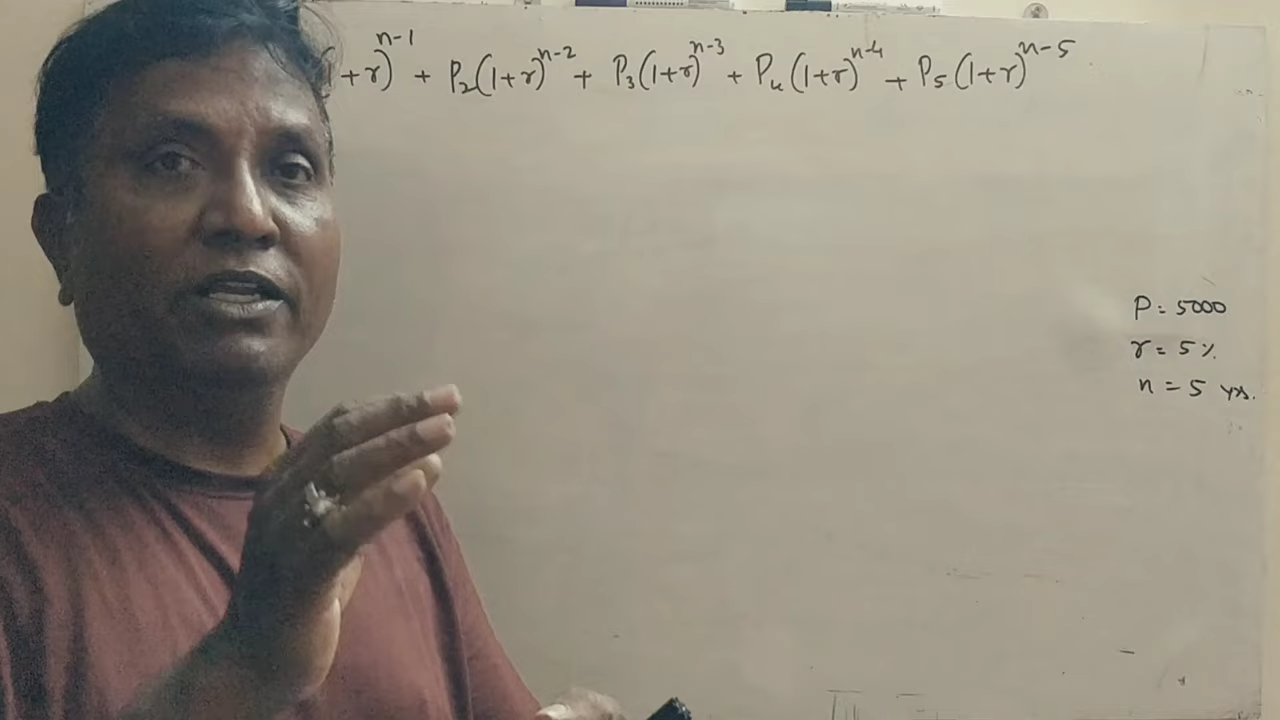 (1+r)^{n-1} + P₂(1+r)^{n-2} + P₃(1+r)^{n-3} + P₄(1+r)^{n-4} + P₅(1+r)^{n-5}
P = 5000
r = 5%
n = 5 yrs.